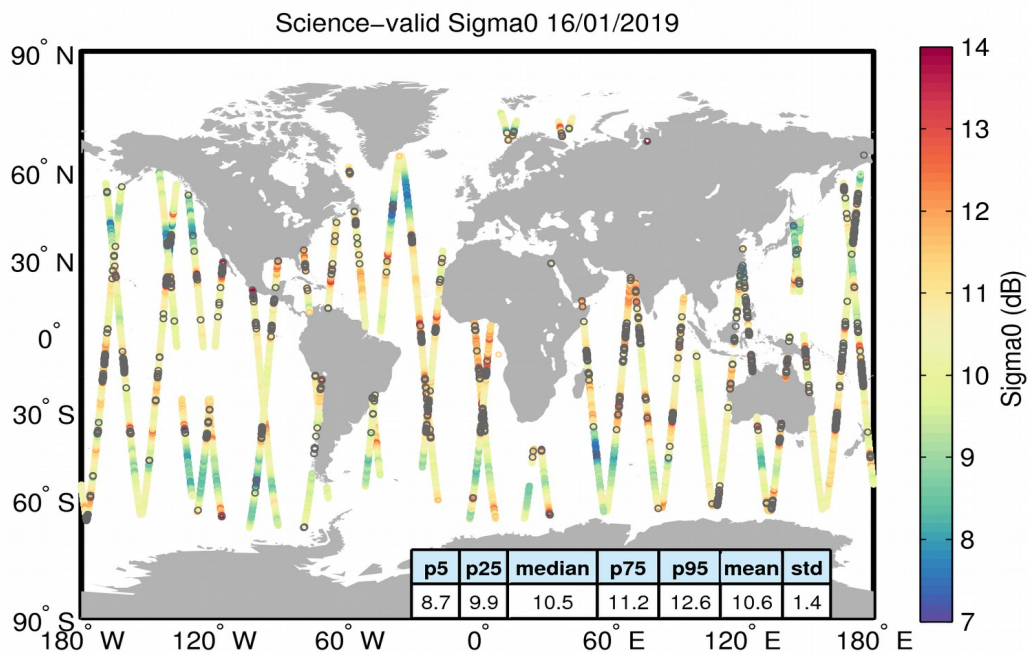 Science−valid Sigma0 16/01/2019
90° N
60° N
30° N
0°
30° S
60° S
90° S
180° W
120° W
60° W
0°
60° E
120° E
180° E
14
13
12
11
10
9
8
7
Sigma0 (dB)
p5 p25 median p75 p95 mean std
8.7 9.9 10.5 11.2 12.6 10.6 1.4